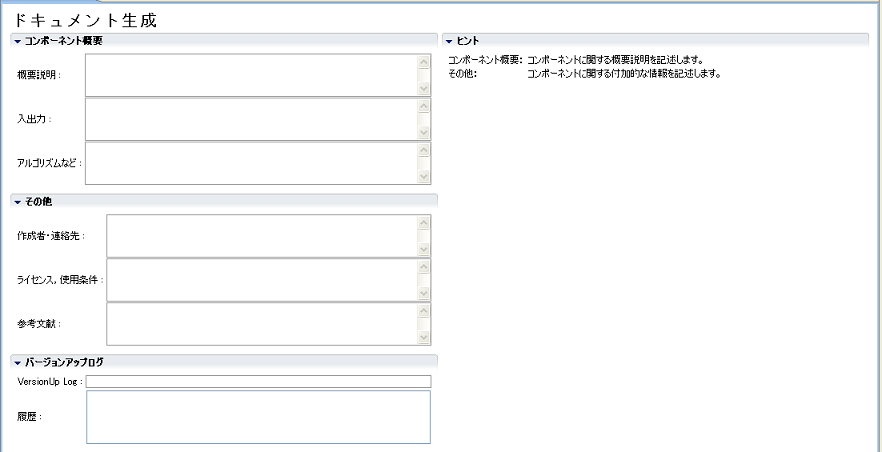 ドキュメント生成
コンポーネント概要
概要説明：
入出力：
アルゴリズムなど：
その他
作成者・連絡先：
ライセンス，使用条件：
参考文献：
バージョンアップログ
VersionUp Log：
履歴：
ヒント
コンポーネント概要： コンポーネントに関する概要説明を記述します。
その他： コンポーネントに関する付加的な情報を記述します。